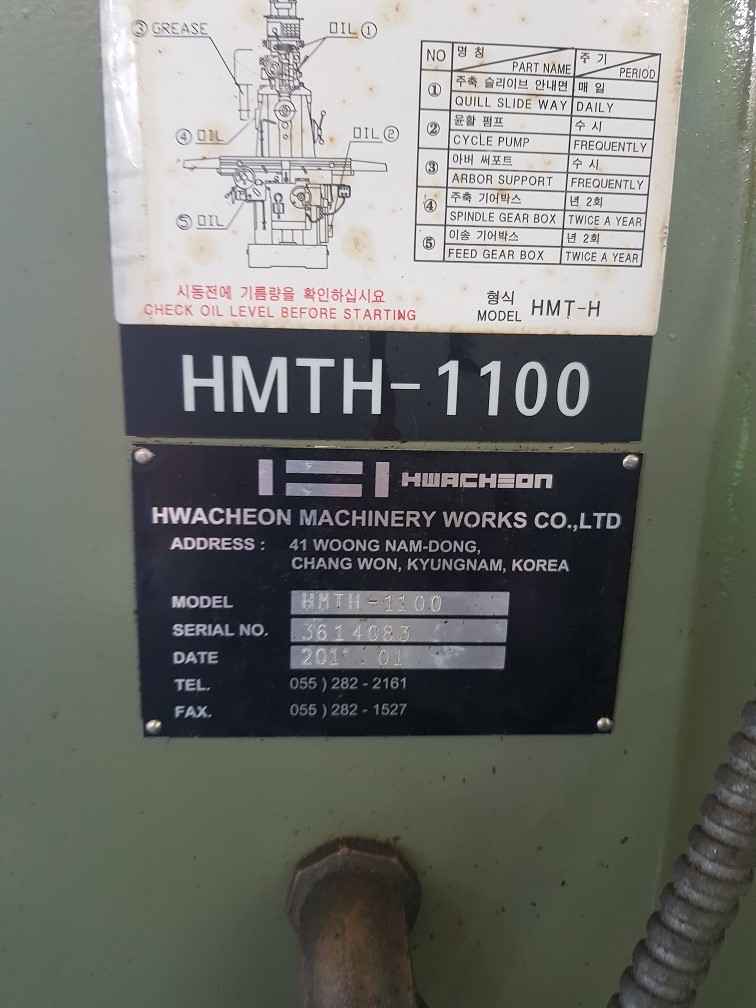 ③ GREASE
OIL ①
④ OIL
OIL ②
⑤ OIL
NO 명 칭 PART NAME 주 기 PERIOD
① 주축 슬리이브 안내면 매 일
QUILL SLIDE WAY DAILY
② 윤활 펌프 수 시
CYCLE PUMP FREQUENTLY
③ 아버 써포트 수 시
ARBOR SUPPORT FREQUENTLY
④ 주축 기어박스 년 2회
SPINDLE GEAR BOX TWICE A YEAR
⑤ 이송 기어박스 년 2회
FEED GEAR BOX TWICE A YEAR
시동전에 기름량을 확인하십시요
CHECK OIL LEVEL BEFORE STARTING
형식
MODEL HMT-H
HMTH-1100
HWACHEON
HWACHEON MACHINERY WORKS CO.,LTD
ADDRESS : 41 WOONG NAM-DONG,
CHANG WON, KYUNGNAM, KOREA
MODEL HMTH-1100
SERIAL NO. 3614083
DATE 2011. 01
TEL. 055 ) 282 - 2161
FAX. 055 ) 282 - 1527